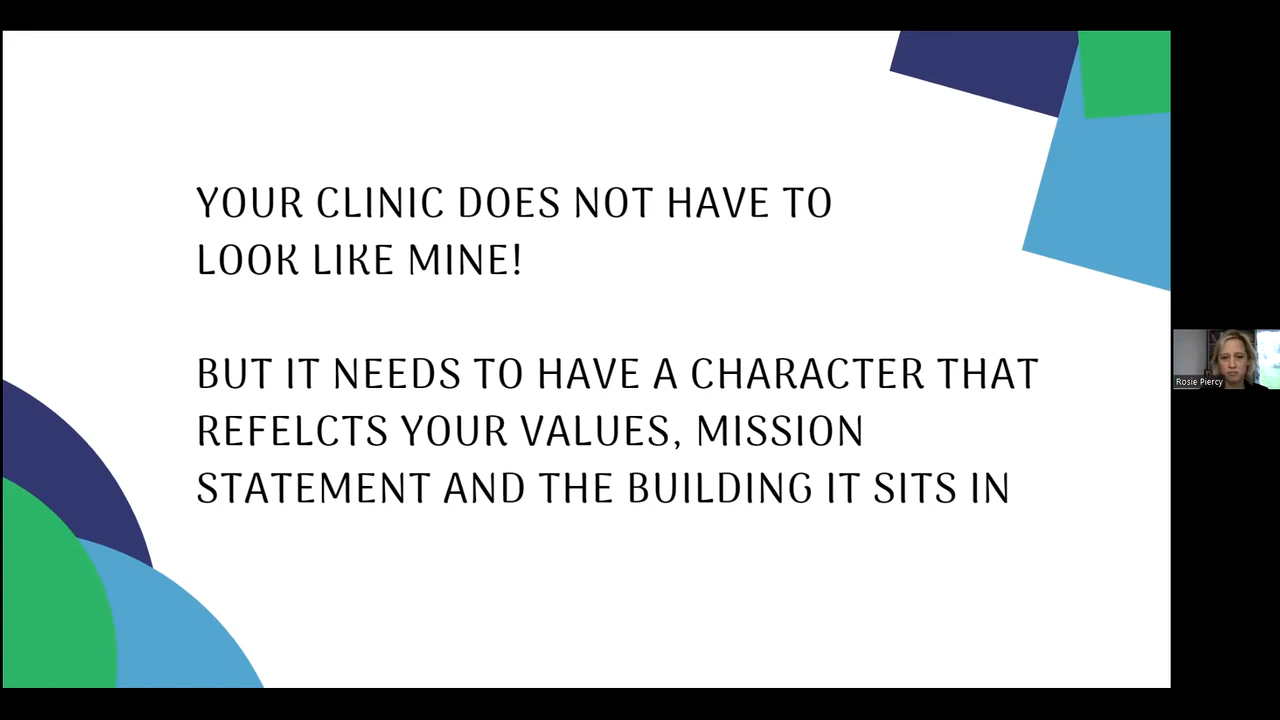 YOUR CLINIC DOES NOT HAVE TO
LOOK LIKE MINE!
BUT IT NEEDS TO HAVE A CHARACTER THAT
REFELCTS YOUR VALUES, MISSION
STATEMENT AND THE BUILDING IT SITS IN
Rosie Piercy